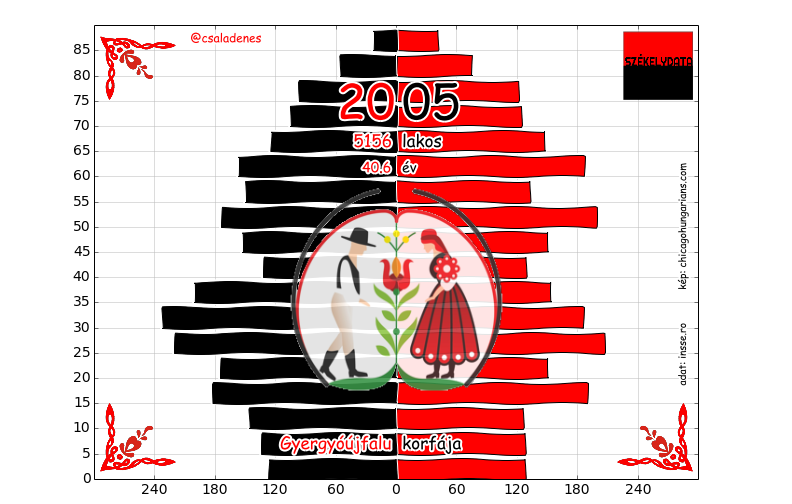 @csaladenes
SZÉKELYDATA
2005
5156 lakos
40.6 év
kép: chicagohungarians.com
adat: insse.ro
Gyergyóújfalu korfája
85
80
75
70
65
60
55
50
45
40
35
30
25
20
15
10
5
0
240 180 120 60 0 60 120 180 240